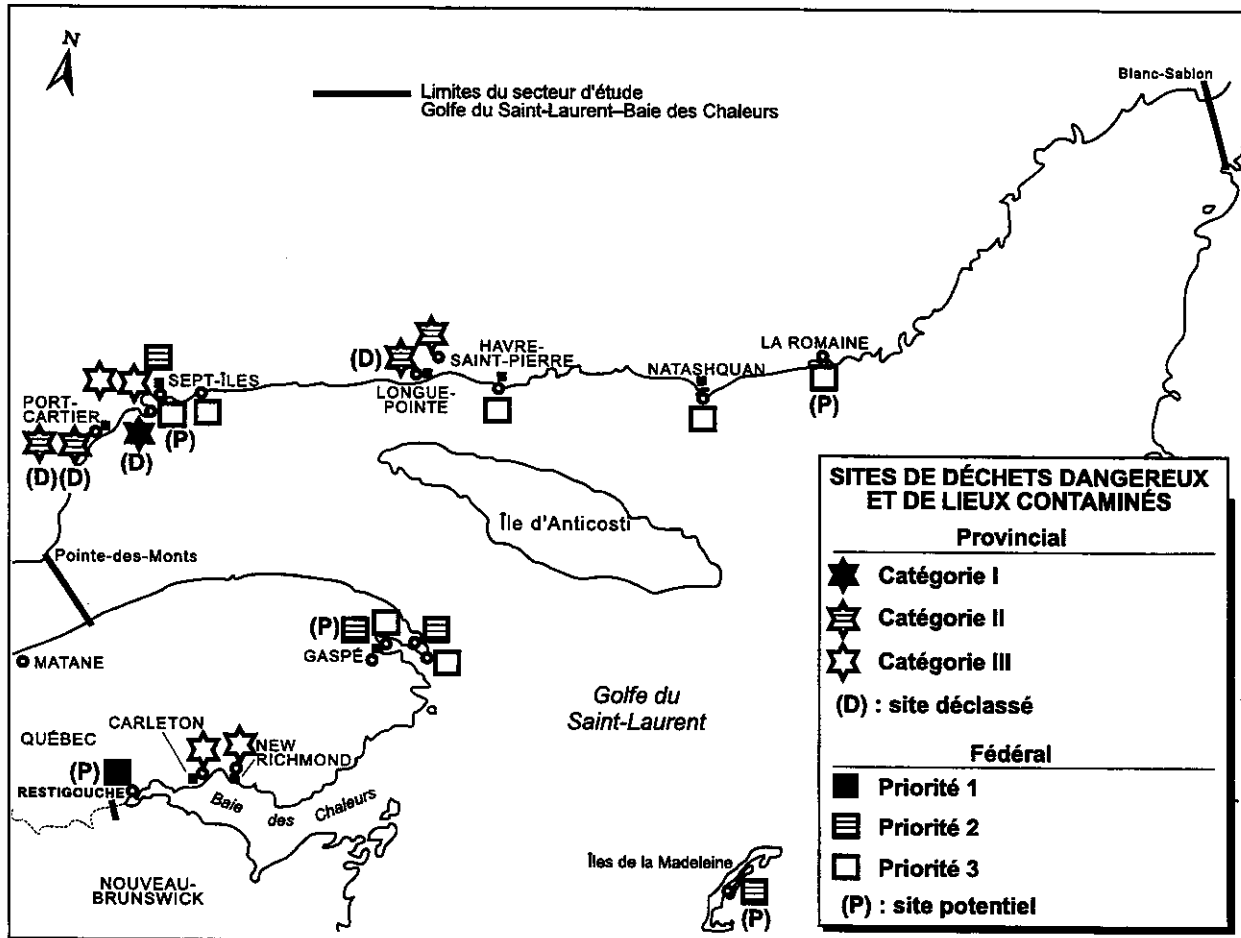 N
Limites du secteur d'étude
Golfe du Saint-Laurent–Baie des Chaleurs
Blanc-Sablon
LA ROMAINE
(P)
NATASHQUAN
HAVRE-
SAINT-PIERRE
(D)
LONGUE-
POINTE
SEPT-ÎLES
PORT-
CARTIER
(P)
(D)
(D) (D)
Île d'Anticosti
Pointe-des-Monts
MATANE
(P)
GASPÉ
Golfe du
Saint-Laurent
CARLETON
NEW
RICHMOND
QUÉBEC
(P)
RESTIGOUCHE
Baie
des
Chaleurs
NOUVEAU-
BRUNSWICK
Îles de la Madeleine
(P)
SITES DE DÉCHETS DANGEREUX
ET DE LIEUX CONTAMINÉS
Provincial
Catégorie I
Catégorie II
Catégorie III
(D) : site déclassé
Fédéral
Priorité 1
Priorité 2
Priorité 3
(P) : site potentiel